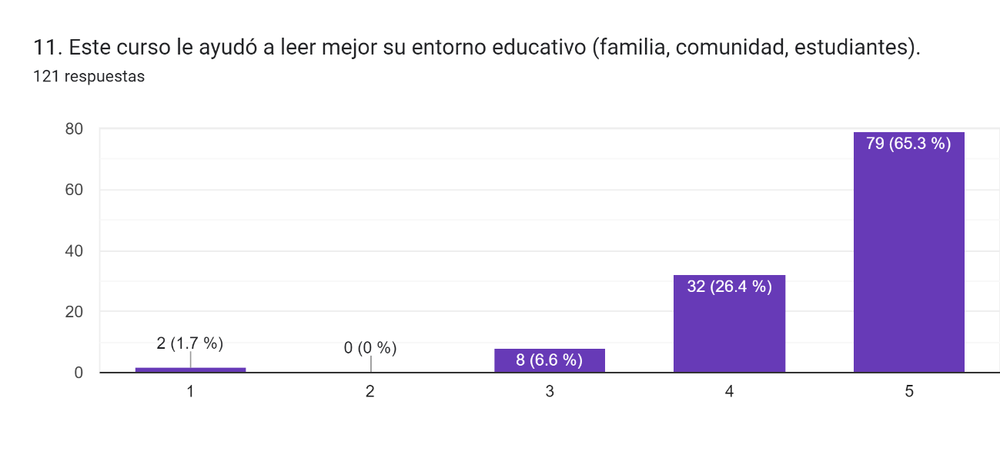 11. Este curso le ayudó a leer mejor su entorno educativo (familia, comunidad, estudiantes).
121 respuestas
80
60
40
20
0
2 (1.7 %)
0 (0 %)
8 (6.6 %)
32 (26.4 %)
79 (65.3 %)
1
2
3
4
5